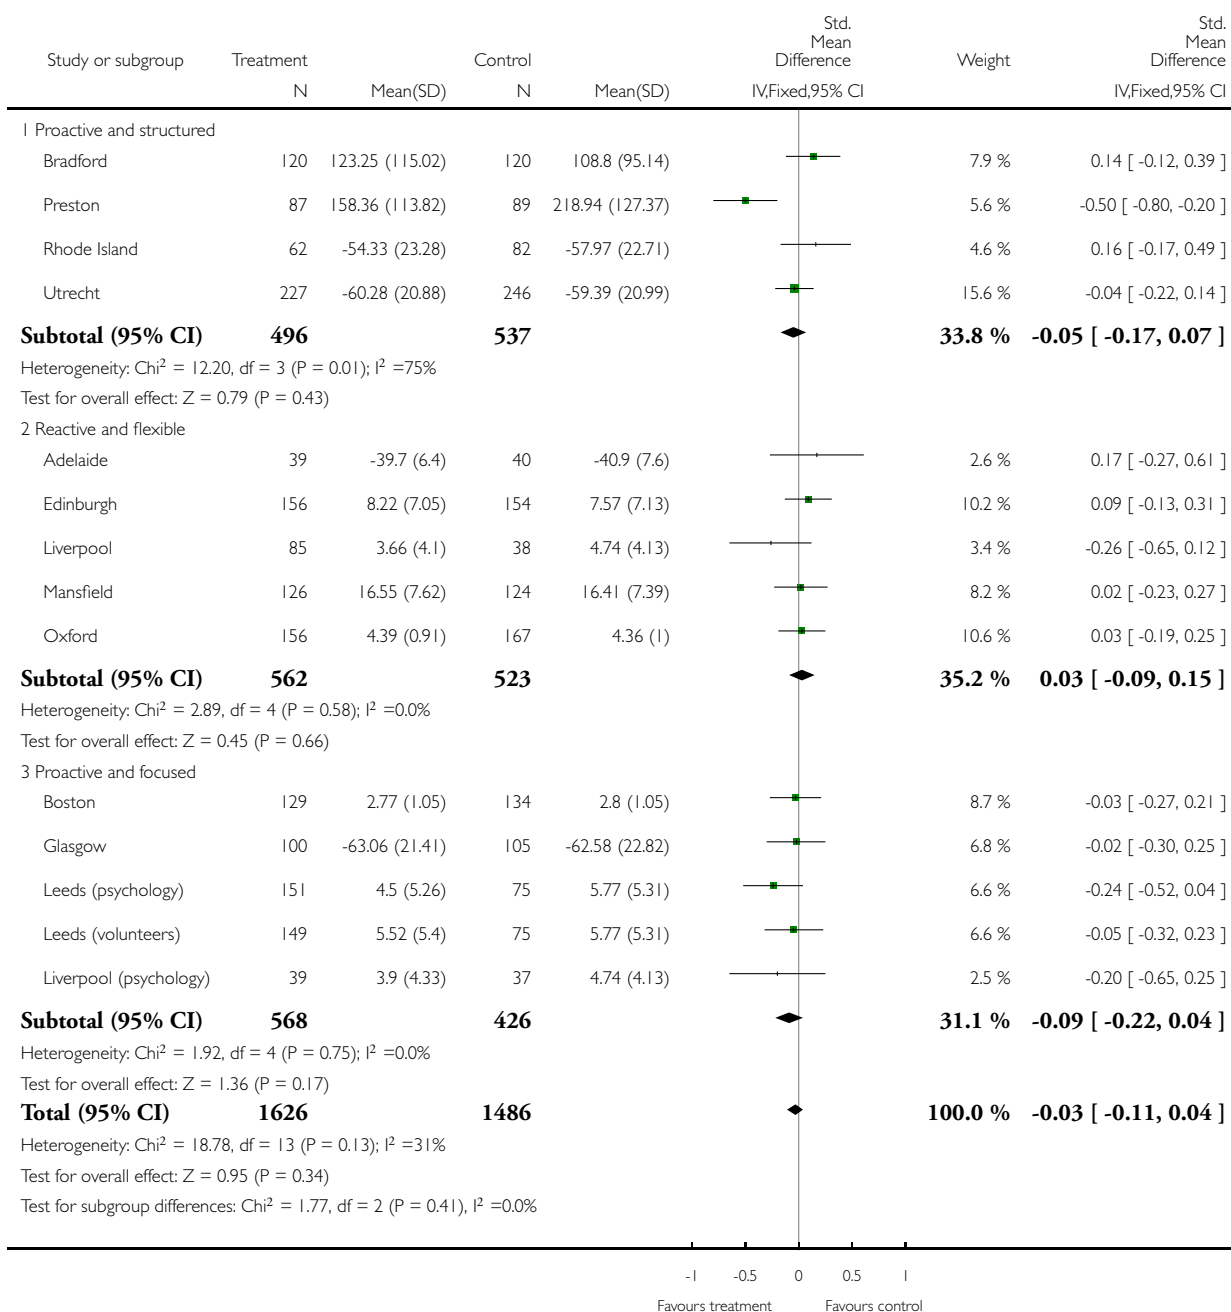 Study or subgroup Treatment Control Std. Mean Difference Weight Std. Mean Difference
N Mean(SD) N Mean(SD) IV,Fixed,95% CI IV,Fixed,95% CI
1 Proactive and structured
Bradford 120 123.25 (115.02) 120 108.8 (95.14) 7.9 % 0.14 [ -0.12, 0.39 ]
Preston 87 158.36 (113.82) 89 218.94 (127.37) 5.6 % -0.50 [ -0.80, -0.20 ]
Rhode Island 62 -54.33 (23.28) 82 -57.97 (22.71) 4.6 % 0.16 [ -0.17, 0.49 ]
Utrecht 227 -60.28 (20.88) 246 -59.39 (20.99) 15.6 % -0.04 [ -0.22, 0.14 ]
Subtotal (95% CI) 496 537 33.8 % -0.05 [ -0.17, 0.07 ]
Heterogeneity: Chi² = 12.20, df = 3 (P = 0.01); I² =75%
Test for overall effect: Z = 0.79 (P = 0.43)
2 Reactive and flexible
Adelaide 39 -39.7 (6.4) 40 -40.9 (7.6) 2.6 % 0.17 [ -0.27, 0.61 ]
Edinburgh 156 8.22 (7.05) 154 7.57 (7.13) 10.2 % 0.09 [ -0.13, 0.31 ]
Liverpool 85 3.66 (4.1) 38 4.74 (4.13) 3.4 % -0.26 [ -0.65, 0.12 ]
Mansfield 126 16.55 (7.62) 124 16.41 (7.39) 8.2 % 0.02 [ -0.23, 0.27 ]
Oxford 156 4.39 (0.91) 167 4.36 (1) 10.6 % 0.03 [ -0.19, 0.25 ]
Subtotal (95% CI) 562 523 35.2 % 0.03 [ -0.09, 0.15 ]
Heterogeneity: Chi² = 2.89, df = 4 (P = 0.58); I² =0.0%
Test for overall effect: Z = 0.45 (P = 0.66)
3 Proactive and focused
Boston 129 2.77 (1.05) 134 2.8 (1.05) 8.7 % -0.03 [ -0.27, 0.21 ]
Glasgow 100 -63.06 (21.41) 105 -62.58 (22.82) 6.8 % -0.02 [ -0.30, 0.25 ]
Leeds (psychology) 151 4.5 (5.26) 75 5.77 (5.31) 6.6 % -0.24 [ -0.52, 0.04 ]
Leeds (volunteers) 149 5.52 (5.4) 75 5.77 (5.31) 6.6 % -0.05 [ -0.32, 0.23 ]
Liverpool (psychology) 39 3.9 (4.33) 37 4.74 (4.13) 2.5 % -0.20 [ -0.65, 0.25 ]
Subtotal (95% CI) 568 426 31.1 % -0.09 [ -0.22, 0.04 ]
Heterogeneity: Chi² = 1.92, df = 4 (P = 0.75); I² =0.0%
Test for overall effect: Z = 1.36 (P = 0.17)
Total (95% CI) 1626 1486 100.0 % -0.03 [ -0.11, 0.04 ]
Heterogeneity: Chi² = 18.78, df = 13 (P = 0.13); I² =31%
Test for overall effect: Z = 0.95 (P = 0.34)
Test for subgroup differences: Chi² = 1.77, df = 2 (P = 0.41), I² =0.0%
-1 -0.5 0 0.5 1
Favours treatment Favours control